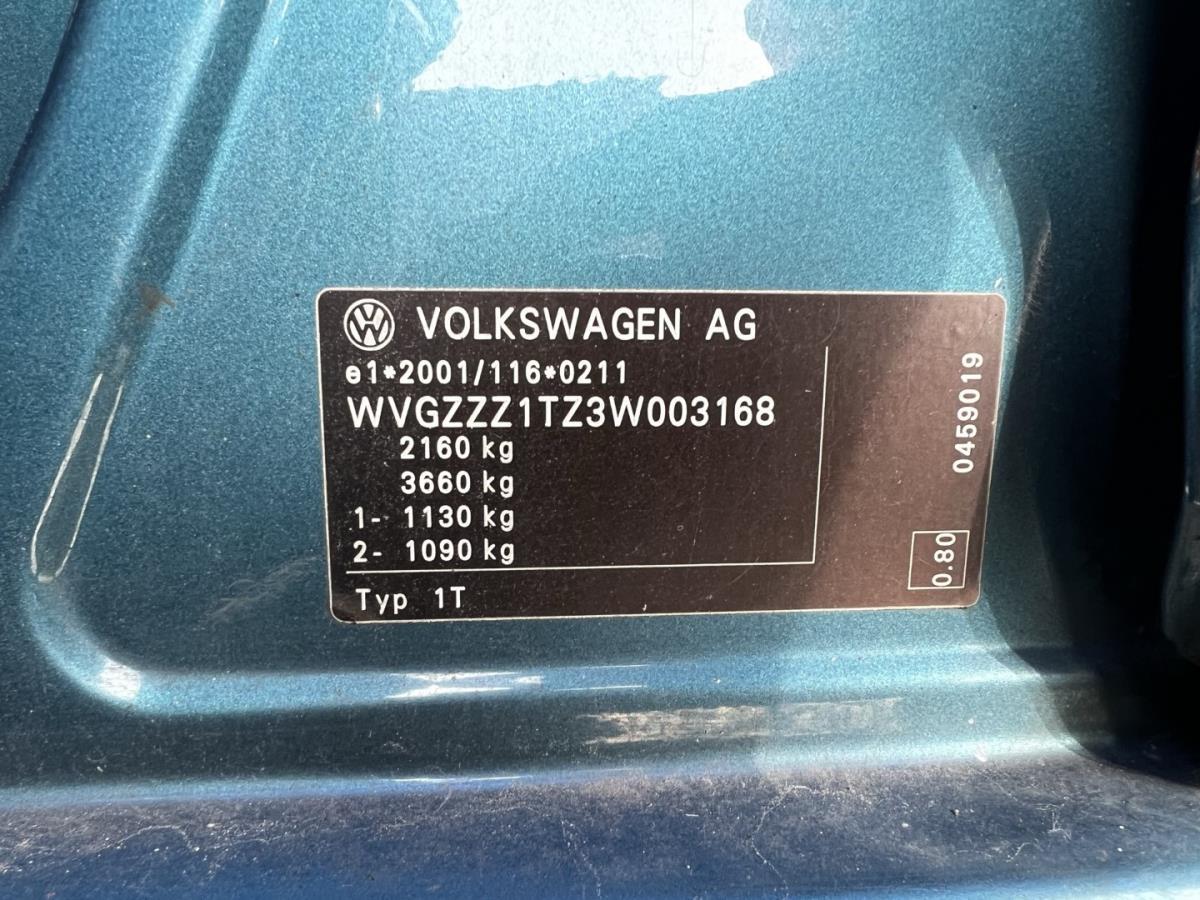 VOLKSWAGEN AG
e1*2001/116*0211
WVGZZZ1TZ3W003168
2160 kg
3660 kg
1- 1130 kg
2- 1090 kg
Typ 1T
0459019
0.80